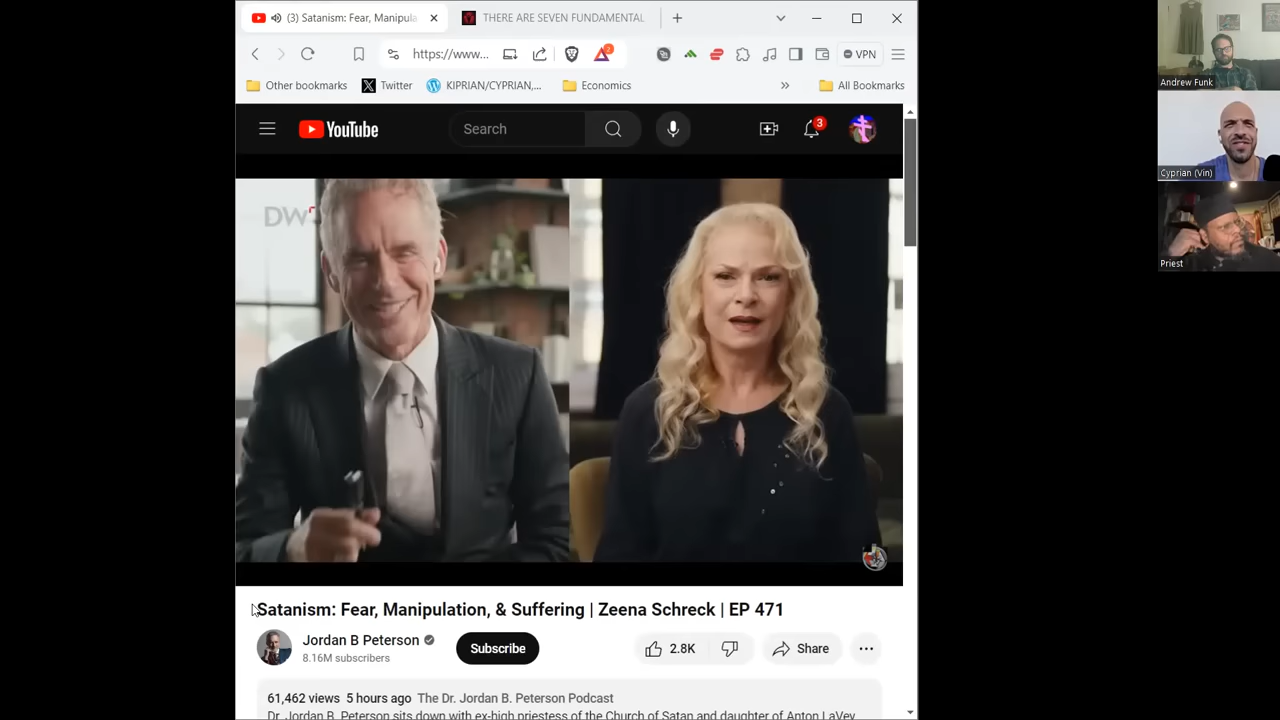 (3) Satanism: Fear, Manipula
THERE ARE SEVEN FUNDAMENTAL
https://www...
2
VPN
Other bookmarks
Twitter
KIPRIAN/CYPRIAN,...
Economics
All Bookmarks
YouTube
Search
3
DW
Satanism: Fear, Manipulation, & Suffering | Zeena Schreck | EP 471
Jordan B Peterson
8.16M subscribers
Subscribe
2.8K
Share
61,462 views 5 hours ago The Dr. Jordan B. Peterson Podcast
Dr. Jordan B. Peterson sits down with ex-high priestess of the Church of Satan and daughter of Anton LaVey
Andrew Funk
Cyprian (Vin)
Priest